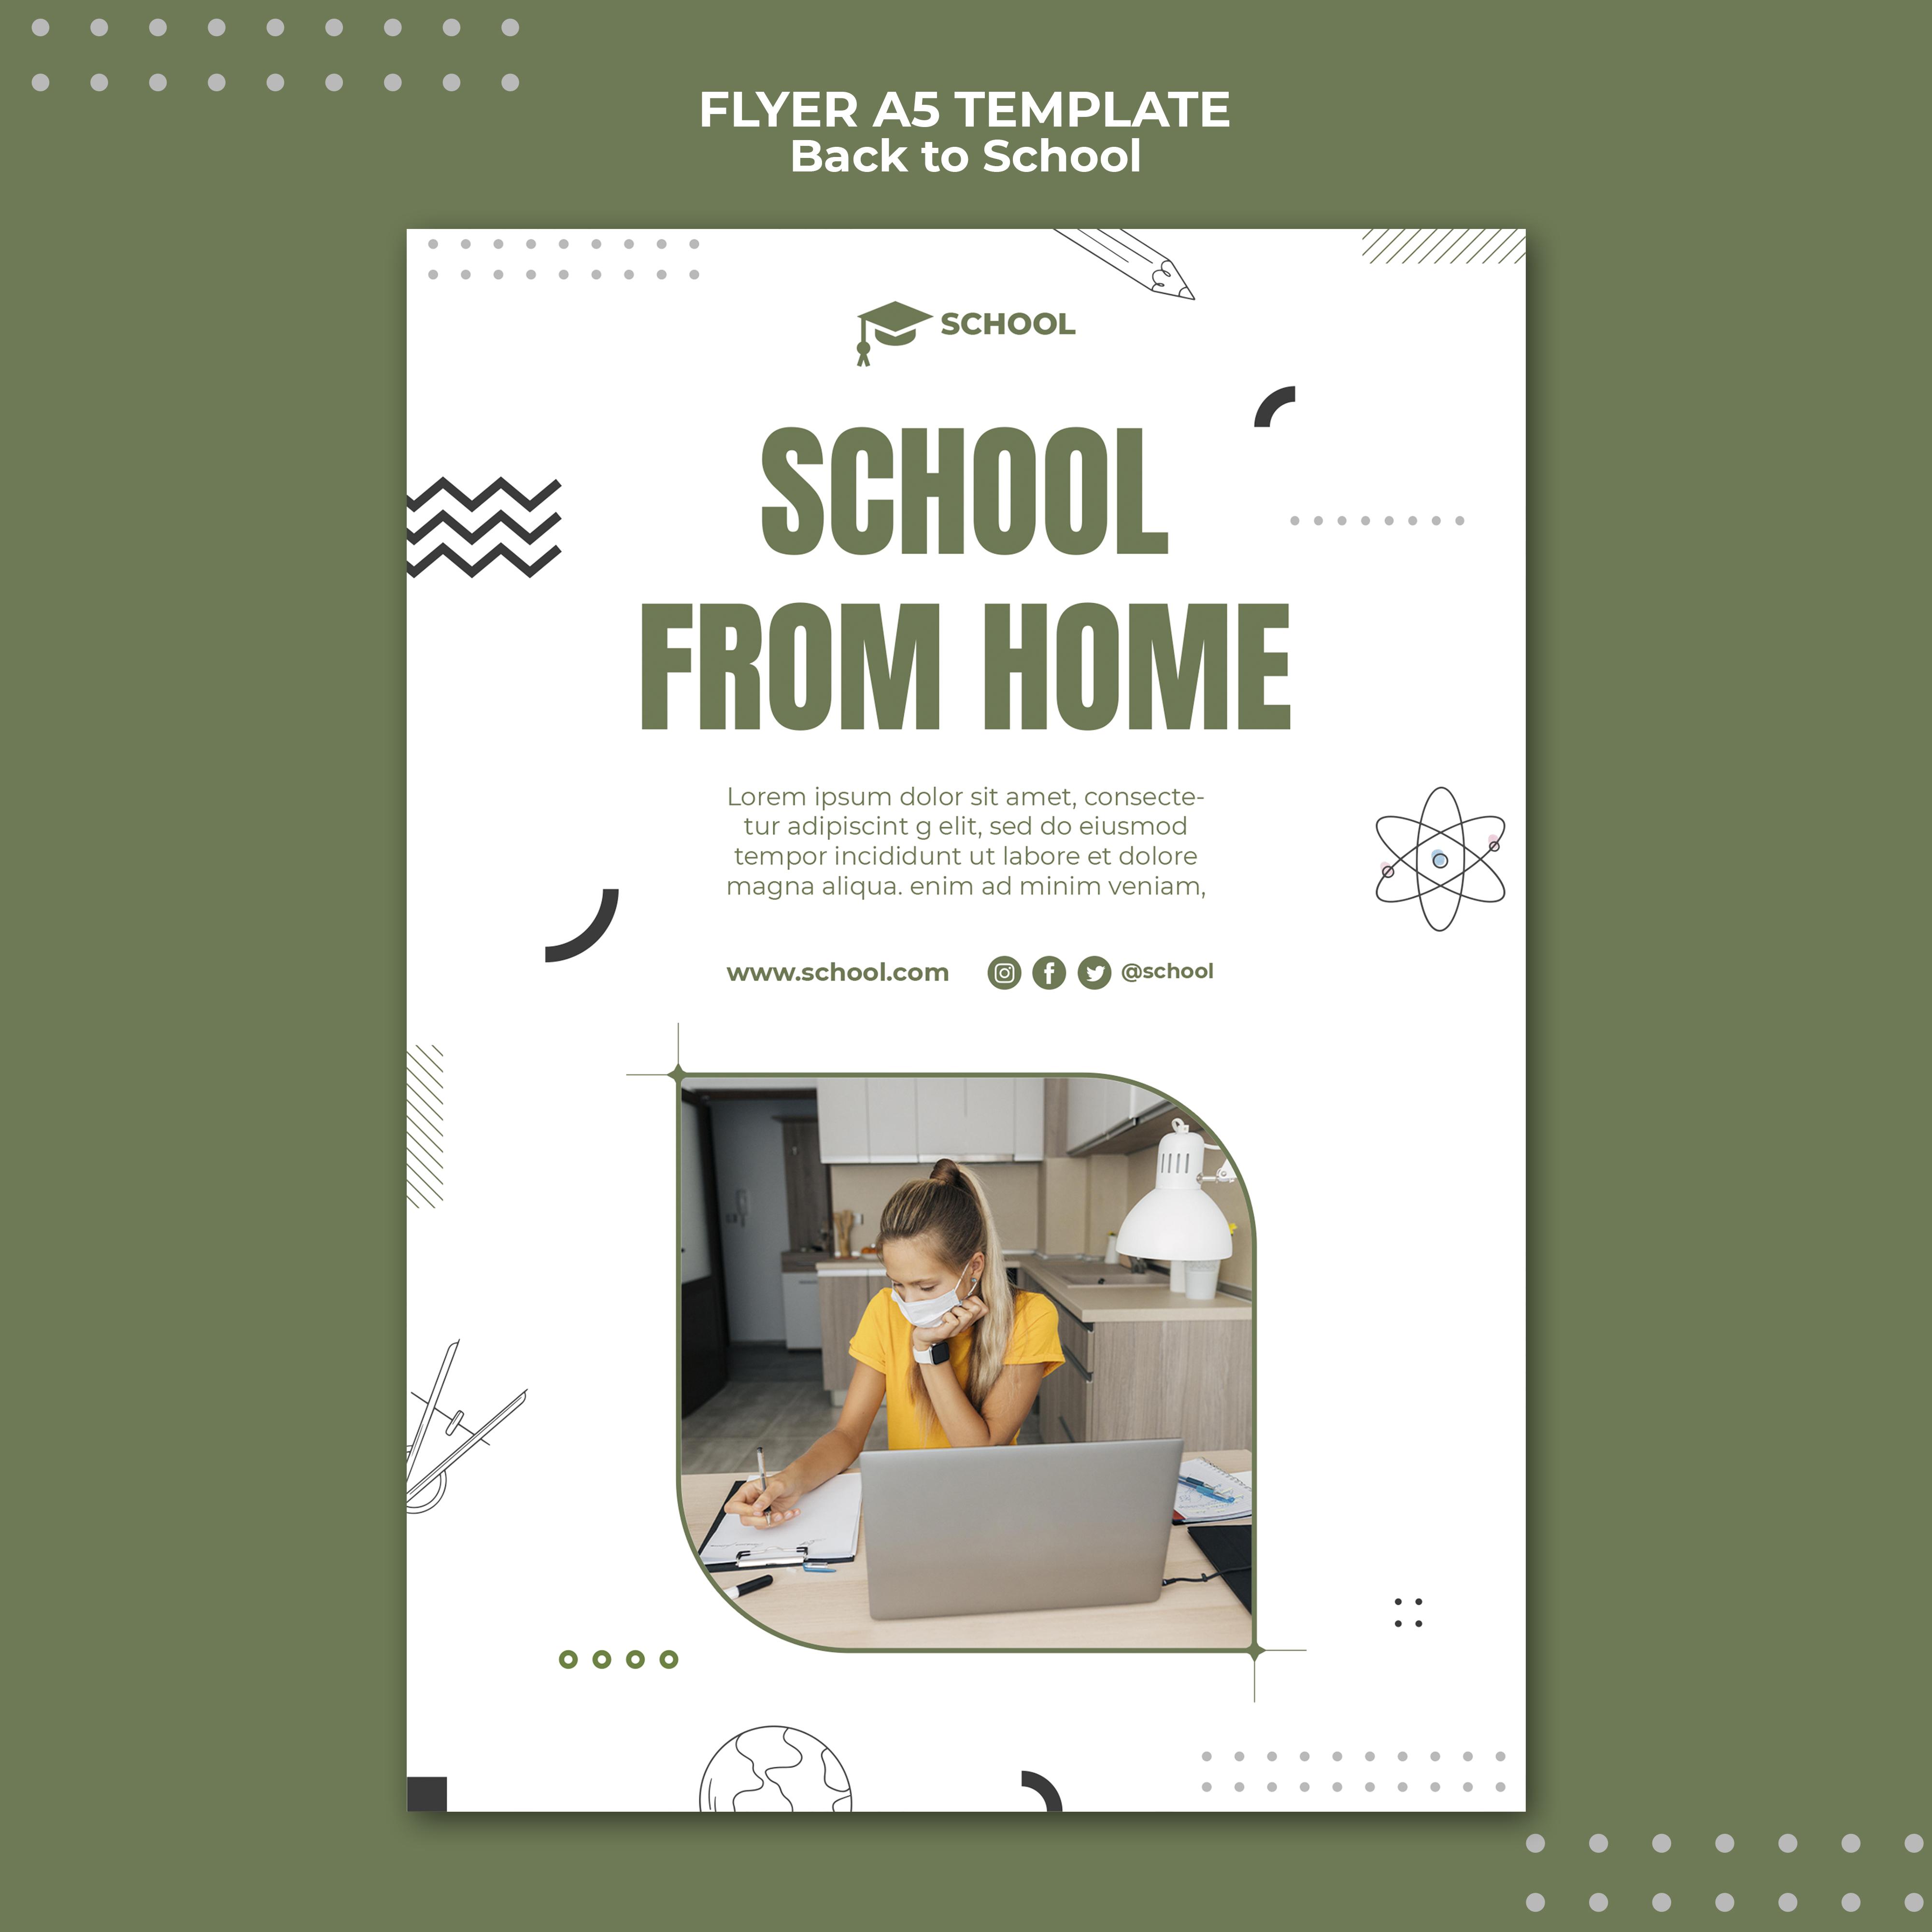 FLYER A5 TEMPLATE
Back to School
SCHOOL
SCHOOL
FROM HOME
Lorem ipsum dolor sit amet, consecte-
tur adipiscint g elit, sed do eiusmod
tempor incididunt ut labore et dolore
magna aliqua. enim ad minim veniam,
www.school.com @school